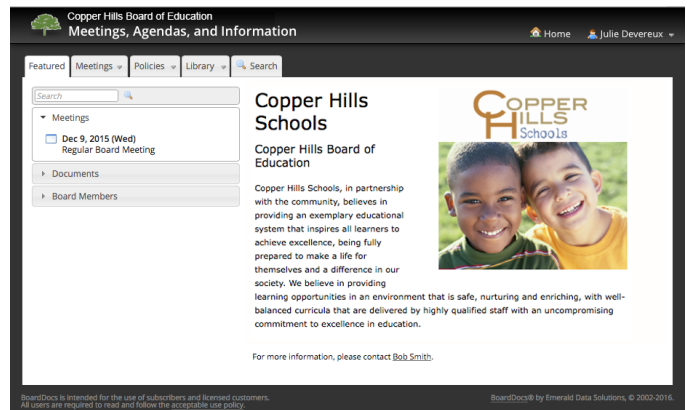 Copper Hills Board of Education
Meetings, Agendas, and Information
Home
Julie Devereux
Featured
Meetings
Policies
Library
Search
Search
Meetings
Dec 9, 2015 (Wed)
Regular Board Meeting
Documents
Board Members
Copper Hills
Schools
Copper Hills Board of
Education
Copper Hills Schools, in partnership
with the community, believes in
providing an exemplary educational
system that inspires all learners to
achieve excellence, being fully
prepared to make a life for
themselves and a difference in our
society. We believe in providing
learning opportunities in an environment that is safe, nurturing and enriching, with well-
balanced curricula that are delivered by highly qualified staff with an uncompromising
commitment to excellence in education.
COPPER
HILLS
Schools
For more information, please contact Bob Smith.
BoardDocs is intended for the use of subscribers and licensed customers.
All users are required to read and follow the acceptable use policy.
BoardDocs® by Emerald Data Solutions, © 2002-2016.